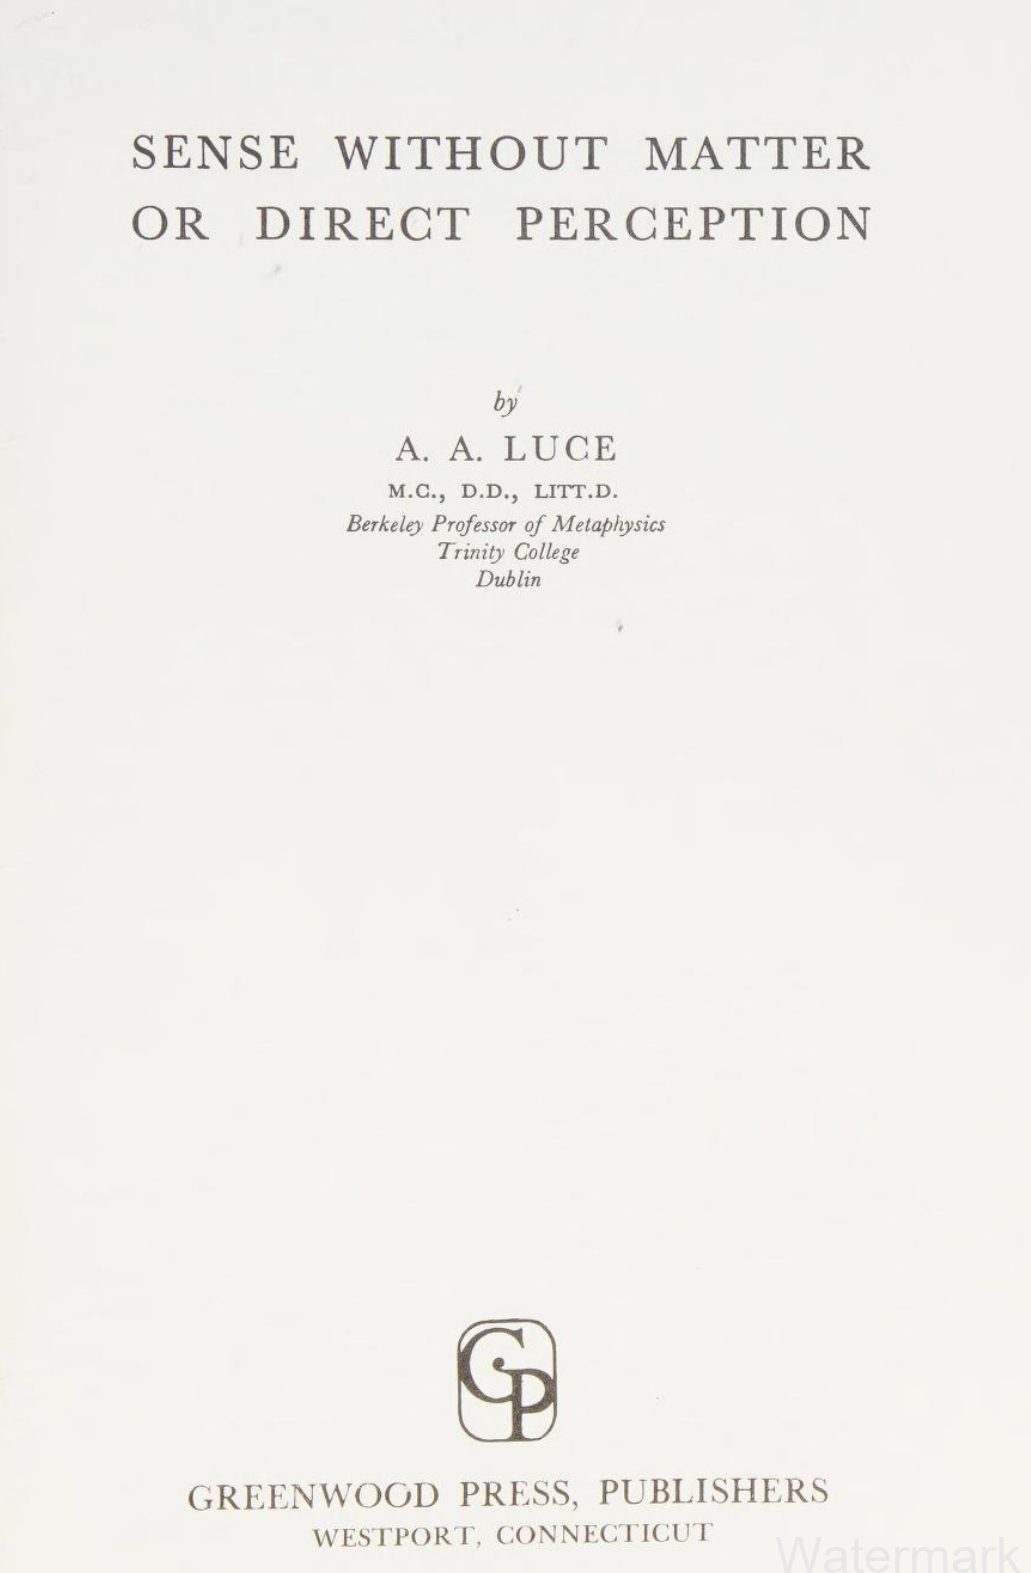 SENSE WITHOUT MATTER
OR DIRECT PERCEPTION
by
A. A. LUCE
M.C., D.D., LITT.D.
Berkeley Professor of Metaphysics
Trinity College
Dublin
GP
GREENWOOD PRESS, PUBLISHERS
WESTPORT, CONNECTICUT
Watermark